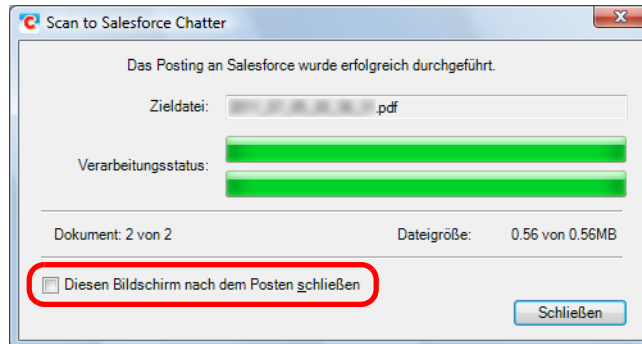 Scan to Salesforce Chatter
Das Posting an Salesforce wurde erfolgreich durchgeführt.
Zieldatei: .pdf
Verarbeitungsstatus:
Dokument: 2 von 2 Dateigröße: 0.56 von 0.56MB
Diesen Bildschirm nach dem Posten schließen
Schließen